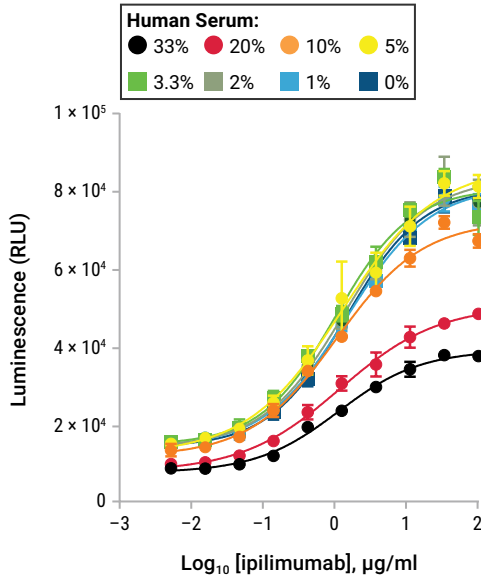 Human Serum:
33% 20% 10% 5%
3.3% 2% 1% 0%
1 × 10⁵
8 × 10⁴
6 × 10⁴
4 × 10⁴
2 × 10⁴
0
Luminescence (RLU)
−3 −2 −1 0 1 2
Log₁₀ [ipilimumab], μg/ml